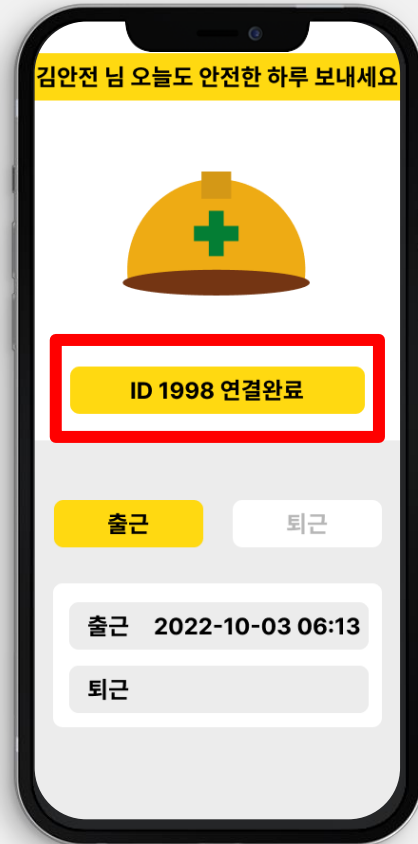 김안전 님 오늘도 안전한 하루 보내세요
ID 1998 연결완료
출근 퇴근
출근 2022-10-03 06:13
퇴근